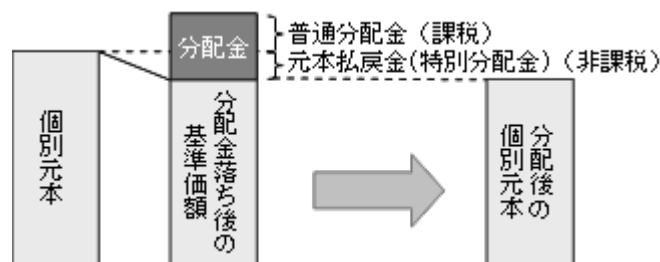 分配金
普通分配金（課税）
元本払戻金(特別分配金)（非課税）
個別元本
分配金落ち後の
基準価額
分配後の
個別元本